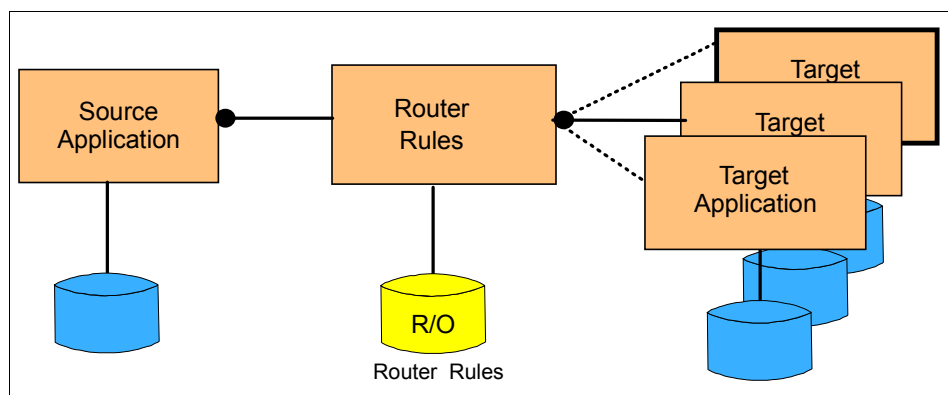 Source
Application
Router
Rules
Target
Target
Target
Application
R/O
Router Rules